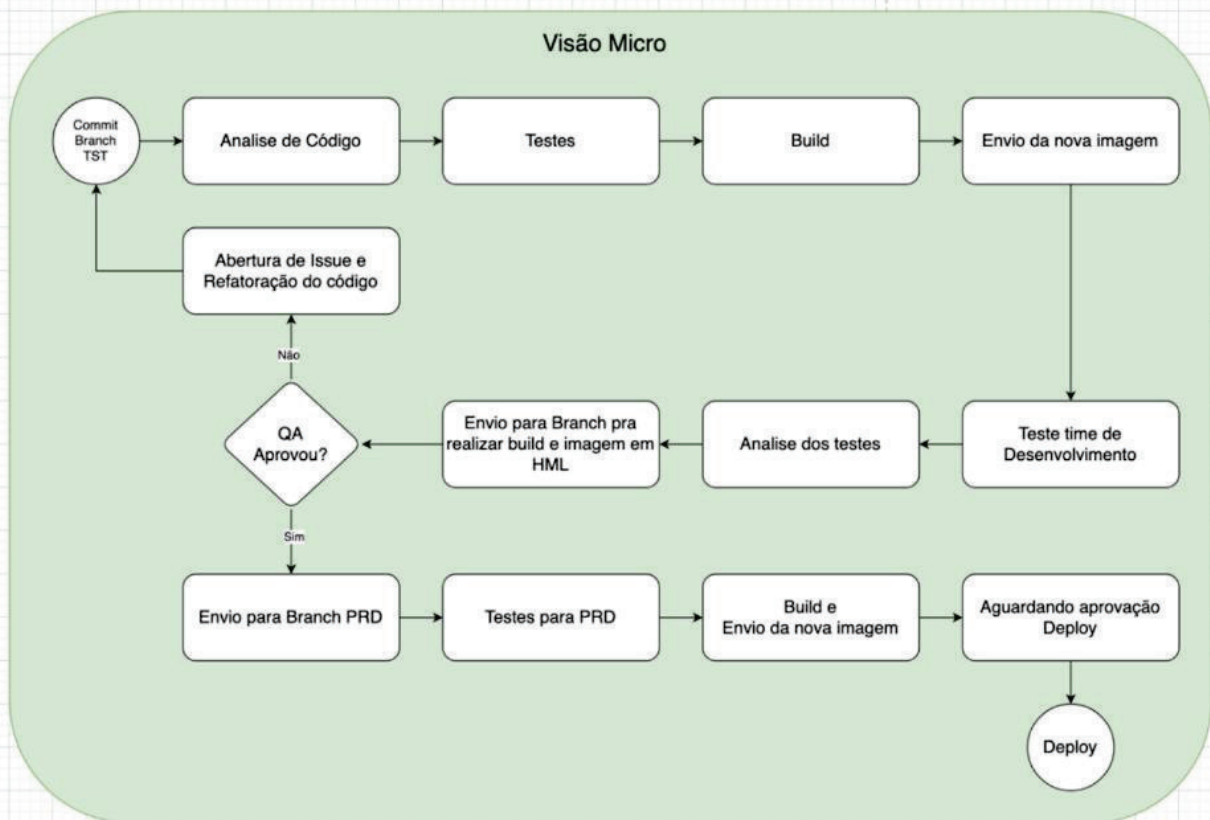 Visão Micro
Commit
Branch
TST
Analise de Código
Testes
Build
Envio da nova imagem
Abertura de Issue e
Refatoração do código
Não
QA
Aprovou?
Envio para Branch pra
realizar build e imagem em
HML
Analise dos testes
Teste time de
Desenvolvimento
Sim
Envio para Branch PRD
Testes para PRD
Build e
Envio da nova imagem
Aguardando aprovação
Deploy
Deploy